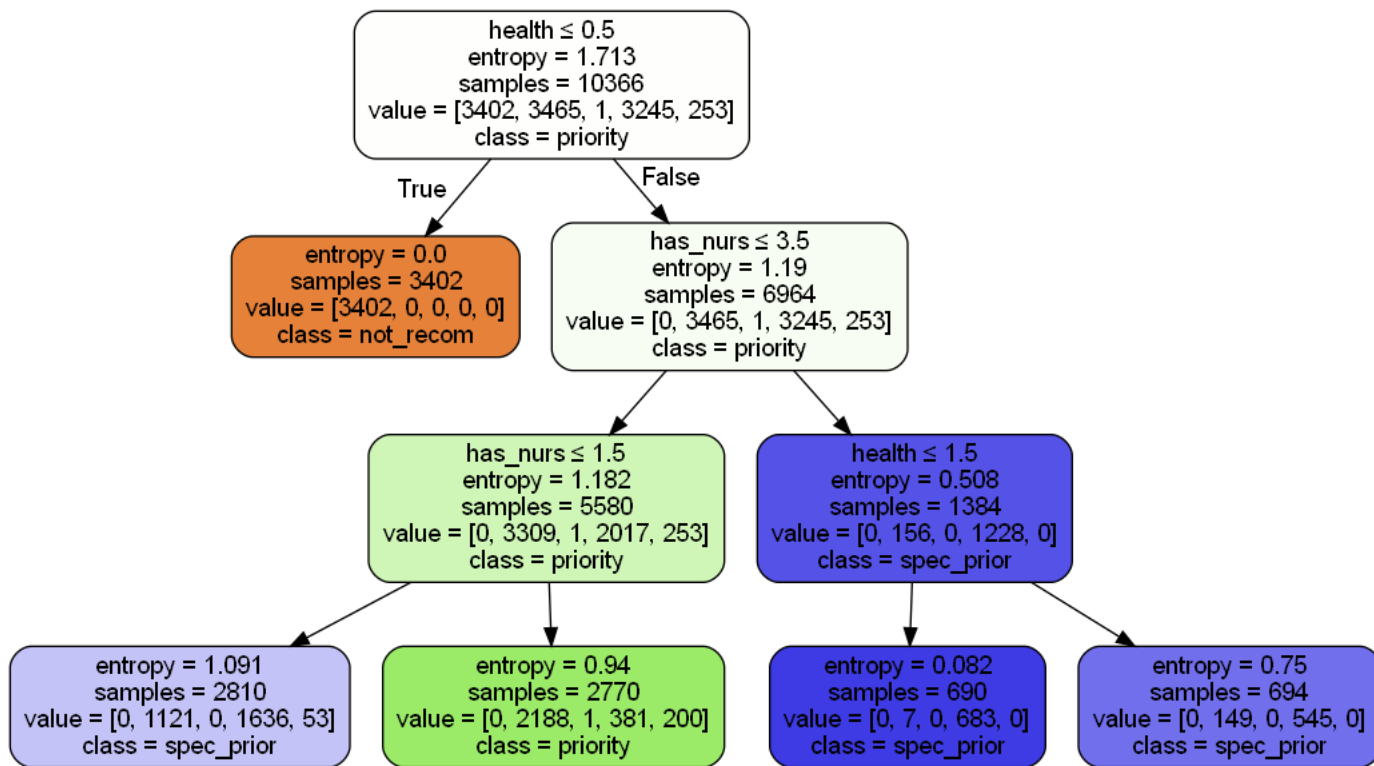 health ≤ 0.5
entropy = 1.713
samples = 10366
value = [3402, 3465, 1, 3245, 253]
class = priority
True
False
entropy = 0.0
samples = 3402
value = [3402, 0, 0, 0, 0]
class = not_recom
has_nurs ≤ 3.5
entropy = 1.19
samples = 6964
value = [0, 3465, 1, 3245, 253]
class = priority
has_nurs ≤ 1.5
entropy = 1.182
samples = 5580
value = [0, 3309, 1, 2017, 253]
class = priority
health ≤ 1.5
entropy = 0.508
samples = 1384
value = [0, 156, 0, 1228, 0]
class = spec_prior
entropy = 1.091
samples = 2810
value = [0, 1121, 0, 1636, 53]
class = spec_prior
entropy = 0.94
samples = 2770
value = [0, 2188, 1, 381, 200]
class = priority
entropy = 0.082
samples = 690
value = [0, 7, 0, 683, 0]
class = spec_prior
entropy = 0.75
samples = 694
value = [0, 149, 0, 545, 0]
class = spec_prior